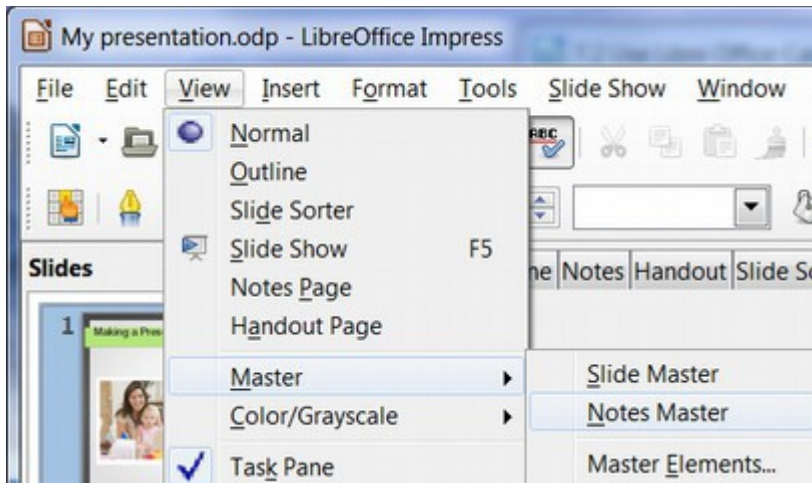 My presentation.odp - LibreOffice Impress
File Edit View Insert Format Tools Slide Show Window
Normal
ABC
Outline
Slide Sorter
Slide Show F5
Slides
Notes Handout Slide
Notes Page
Handout Page
1
Making a
Master
Slide Master
Color/Grayscale
Notes Master
Task Pane
Master Elements...